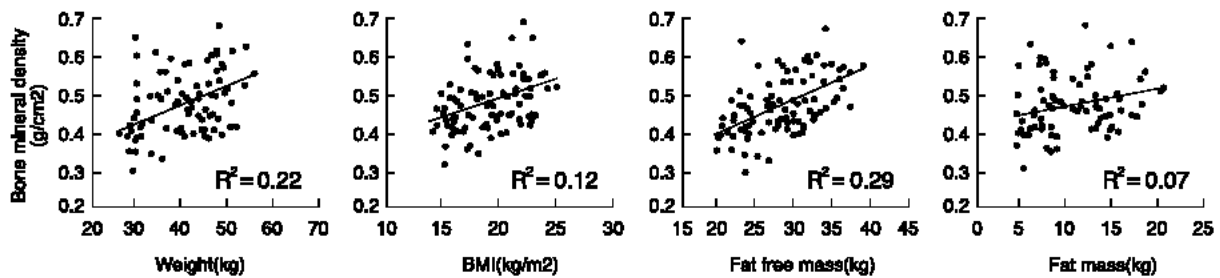 Bone mineral density
(g/cm2)
0.7
0.6
0.5
0.4
0.3
0.2
20 30 40 50 60 70
Weight(kg)
R²=0.22
0.7
0.6
0.5
0.4
0.3
0.2
10 15 20 25 30
BMI(kg/m2)
R²=0.12
0.7
0.6
0.5
0.4
0.3
0.2
15 20 25 30 35 40 45
Fat free mass(kg)
R²=0.29
0.7
0.6
0.5
0.4
0.3
0.2
0 5 10 15 20 25
Fat mass(kg)
R²=0.07